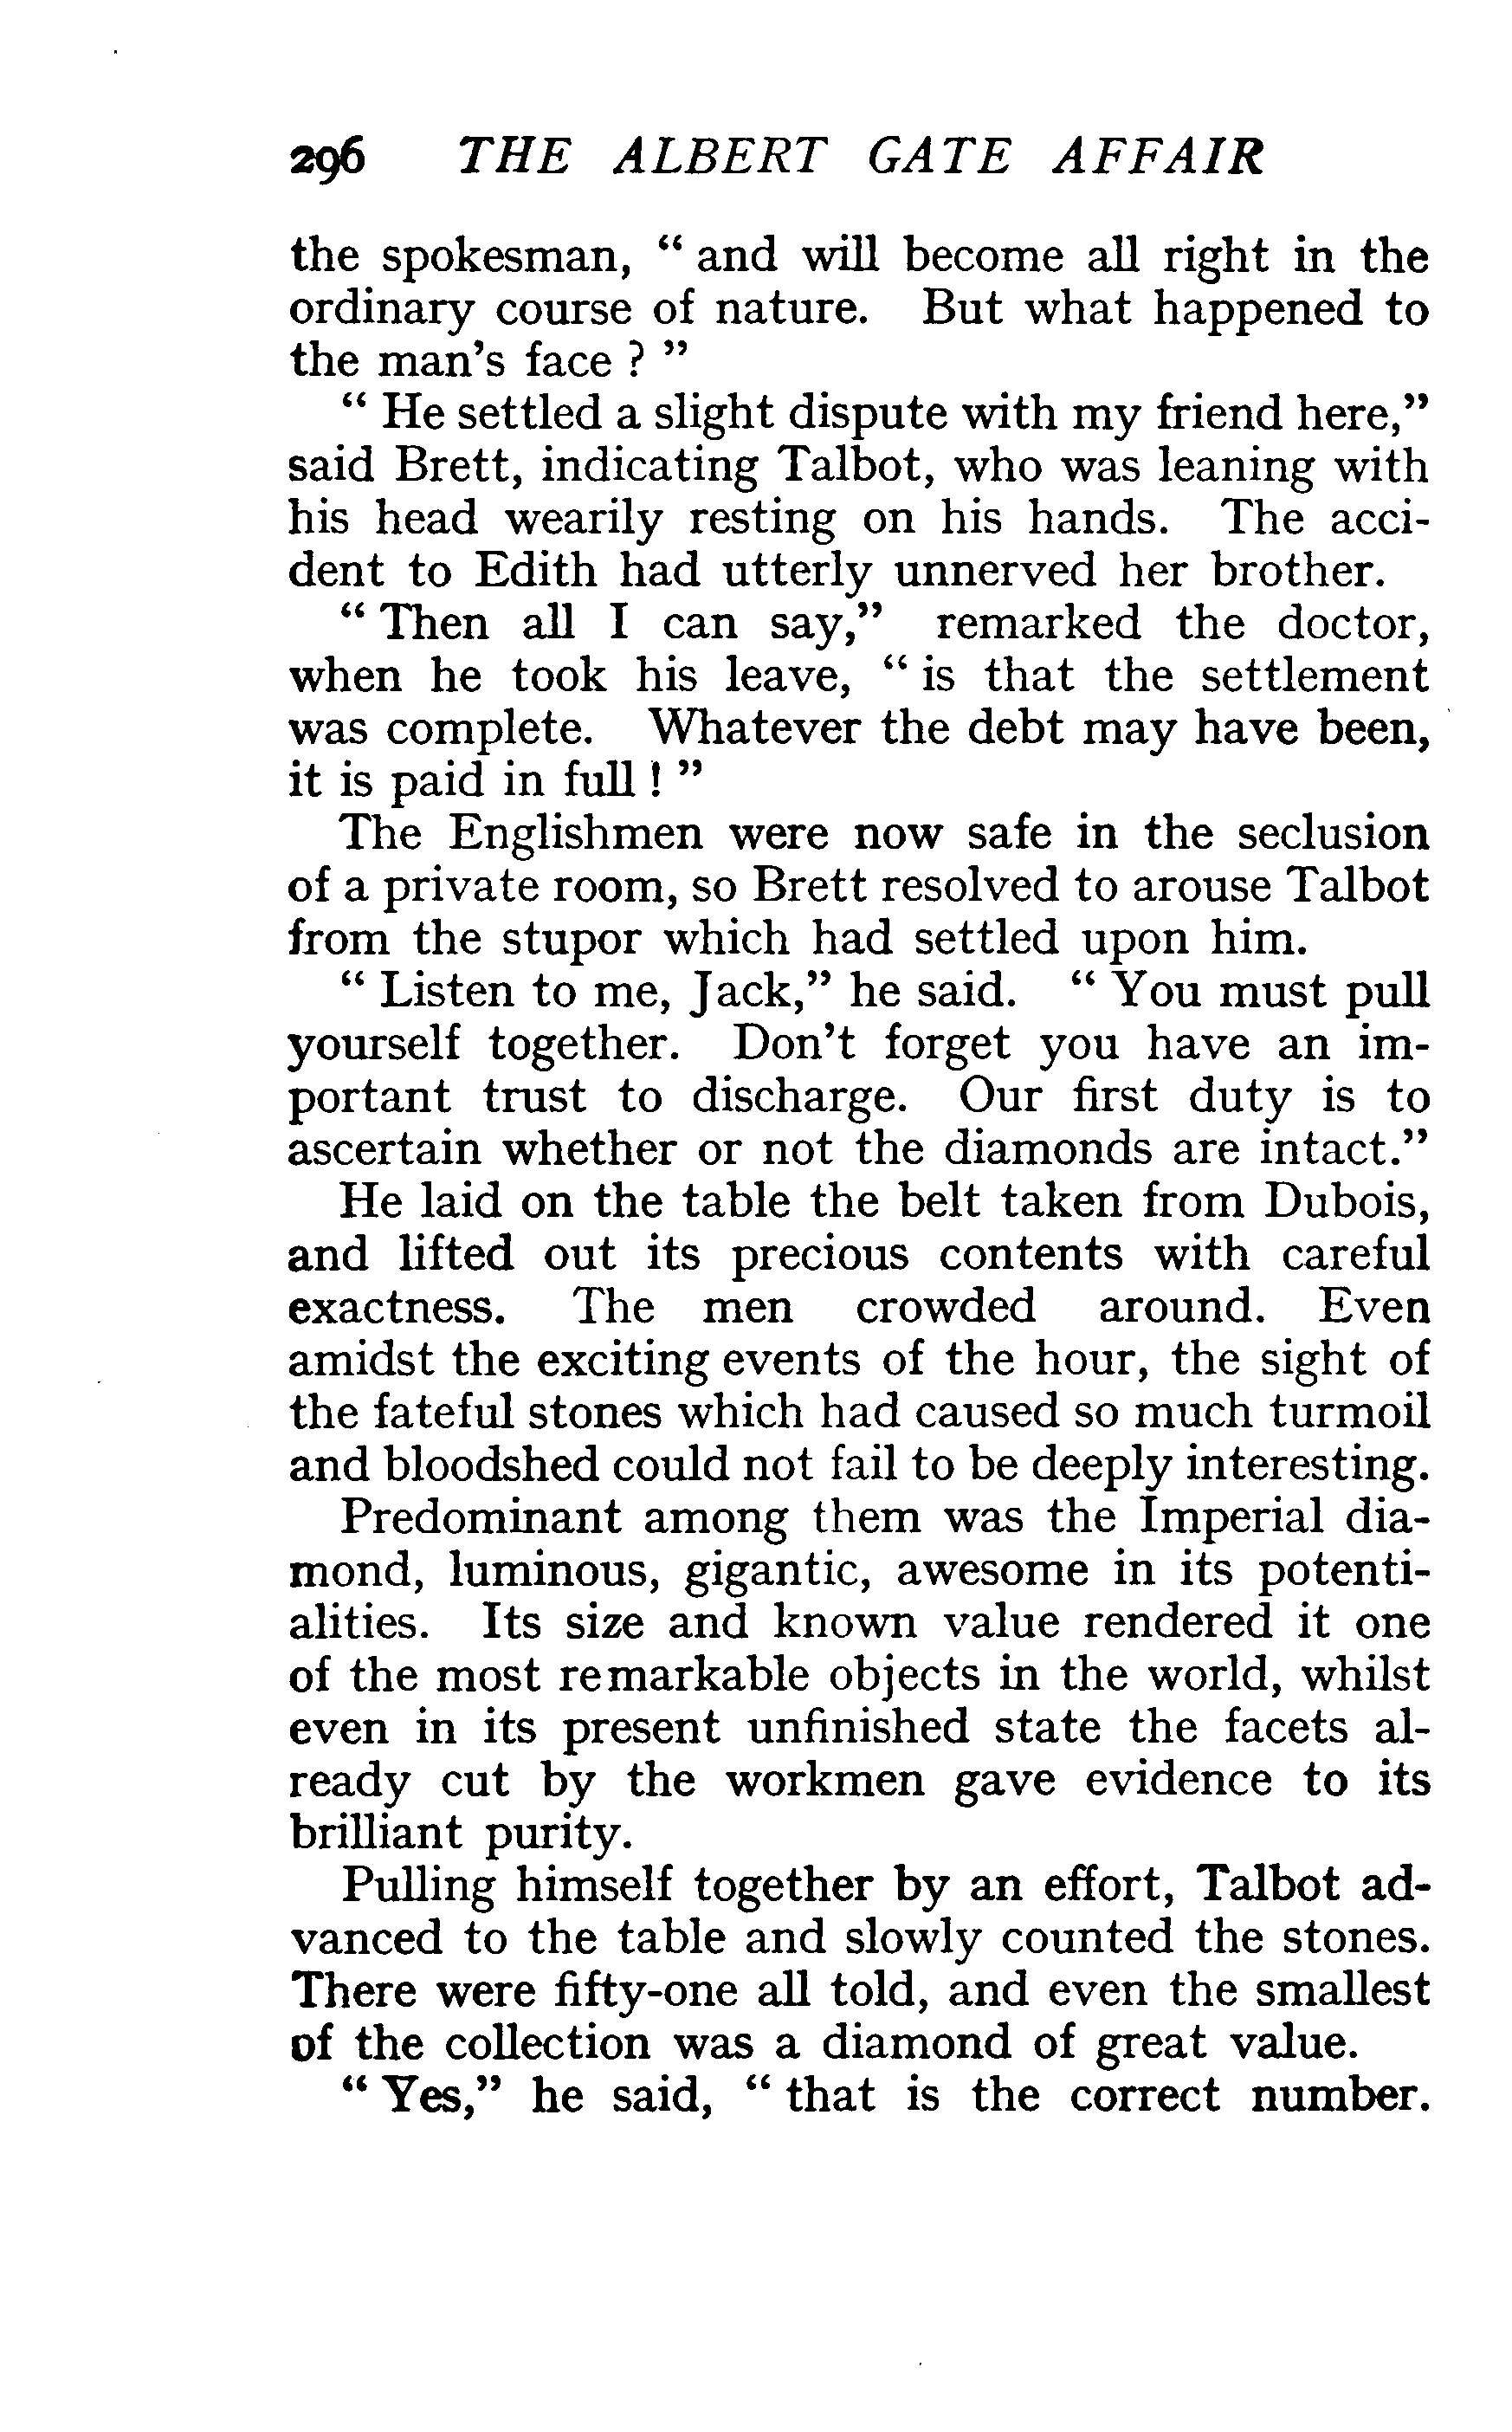 296 THE ALBERT GATE AFFAIR
the spokesman, “ and will become all right in the
ordinary course of nature. But what happened to
the man’s face ? ”
“ He settled a slight dispute with my friend here,”
said Brett, indicating Talbot, who was leaning with
his head wearily resting on his hands. The acci-
dent to Edith had utterly unnerved her brother.
“ Then all I can say,” remarked the doctor,
when he took his leave, “ is that the settlement
was complete. Whatever the debt may have been,
it is paid in full ! ”
The Englishmen were now safe in the seclusion
of a private room, so Brett resolved to arouse Talbot
from the stupor which had settled upon him.
“ Listen to me, Jack,” he said. “ You must pull
yourself together. Don’t forget you have an im-
portant trust to discharge. Our first duty is to
ascertain whether or not the diamonds are intact.”
He laid on the table the belt taken from Dubois,
and lifted out its precious contents with careful
exactness. The men crowded around. Even
amidst the exciting events of the hour, the sight of
the fateful stones which had caused so much turmoil
and bloodshed could not fail to be deeply interesting.
Predominant among them was the Imperial dia-
mond, luminous, gigantic, awesome in its potenti-
alities. Its size and known value rendered it one
of the most remarkable objects in the world, whilst
even in its present unfinished state the facets al-
ready cut by the workmen gave evidence to its
brilliant purity.
Pulling himself together by an effort, Talbot ad-
vanced to the table and slowly counted the stones.
There were fifty-one all told, and even the smallest
of the collection was a diamond of great value.
“ Yes,” he said, “ that is the correct number.